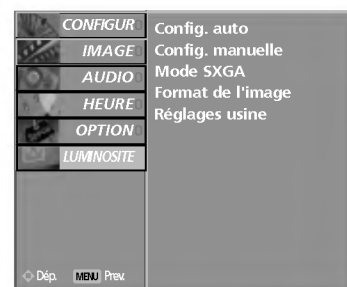 CONFIGUR
IMAGE
AUDIO
HEURE
OPTION
LUMINOSITE
Config. auto
Config. manuelle
Mode SXGA
Format de l'image
Réglages usine
Dép. MENU Prev.